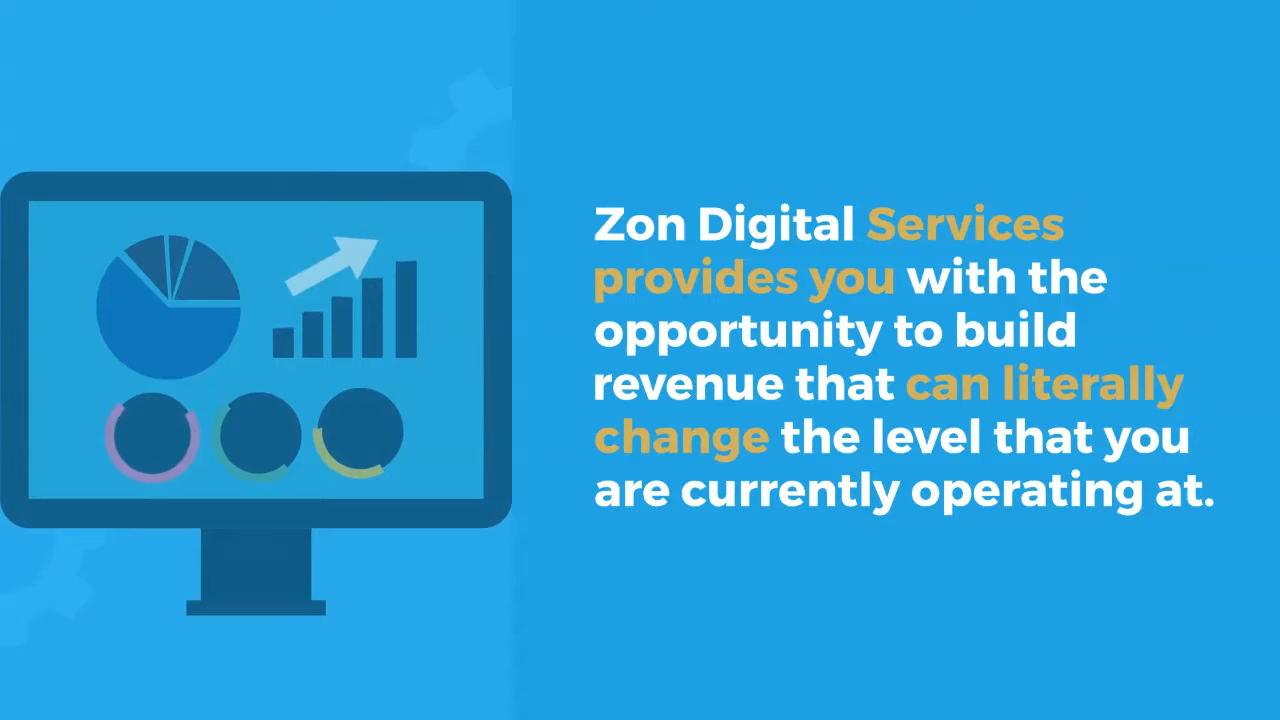 Zon Digital Services
provides you with the
opportunity to build
revenue that can literally
change the level that you
are currently operating at.